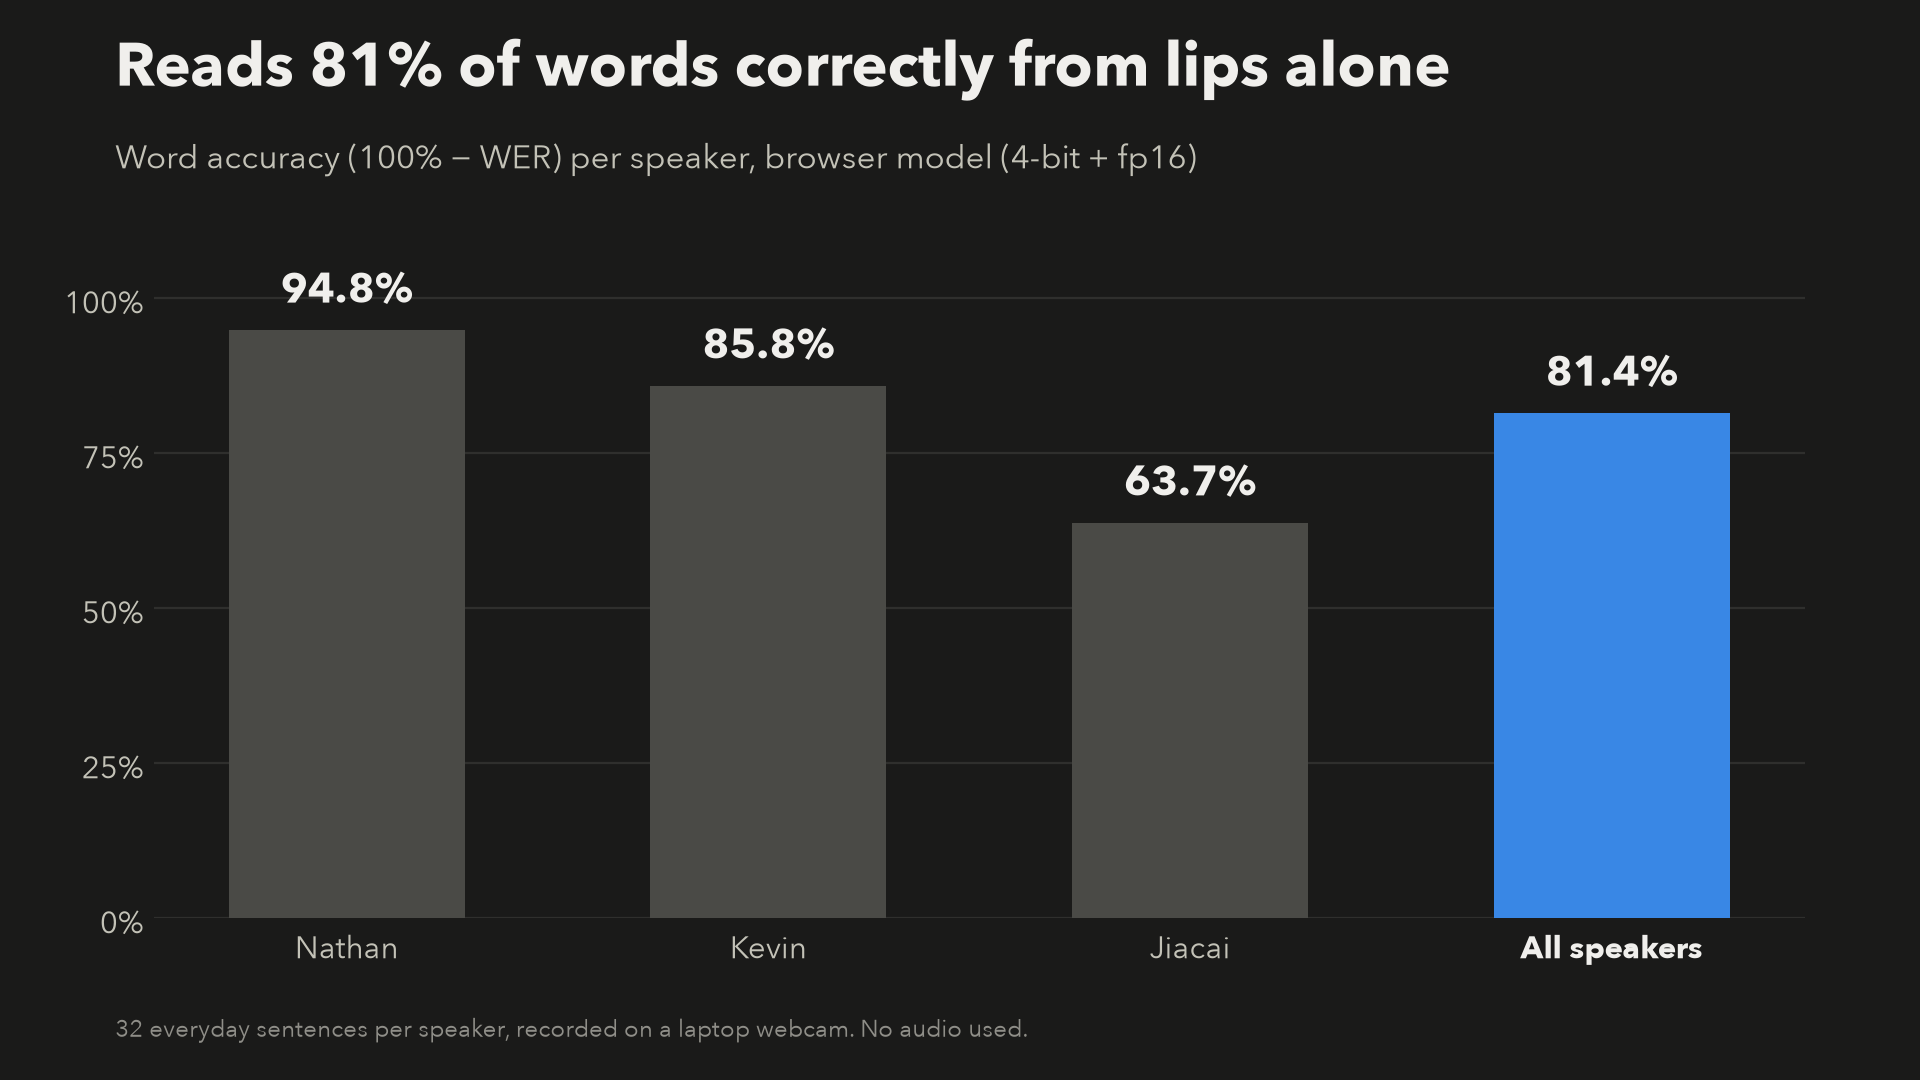 Reads 81% of words correctly from lips alone
Word accuracy (100% − WER) per speaker, browser model (4-bit + fp16)
100%
75%
50%
25%
0%
94.8%
85.8%
63.7%
81.4%
Nathan
Kevin
Jiacai
All speakers
32 everyday sentences per speaker, recorded on a laptop webcam. No audio used.